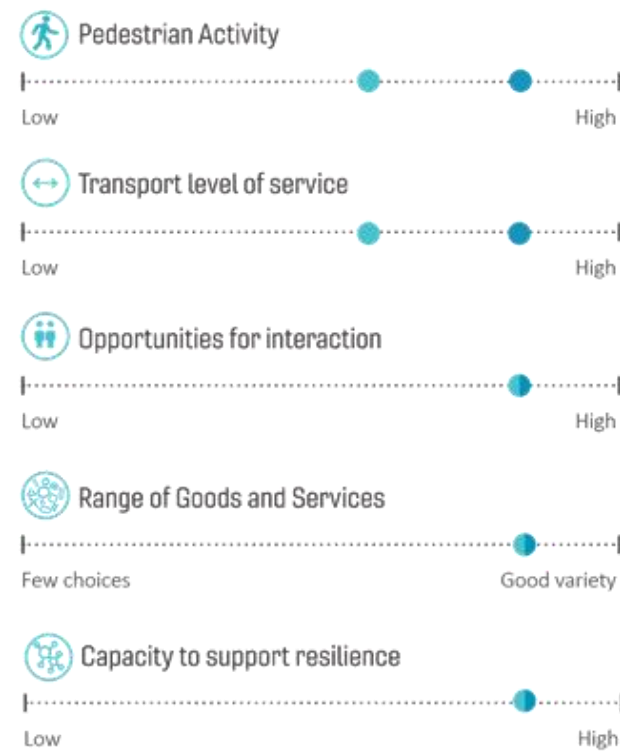 Pedestrian Activity
Low High
Transport level of service
Low High
Opportunities for interaction
Low High
Range of Goods and Services
Few choices Good variety
Capacity to support resilience
Low High